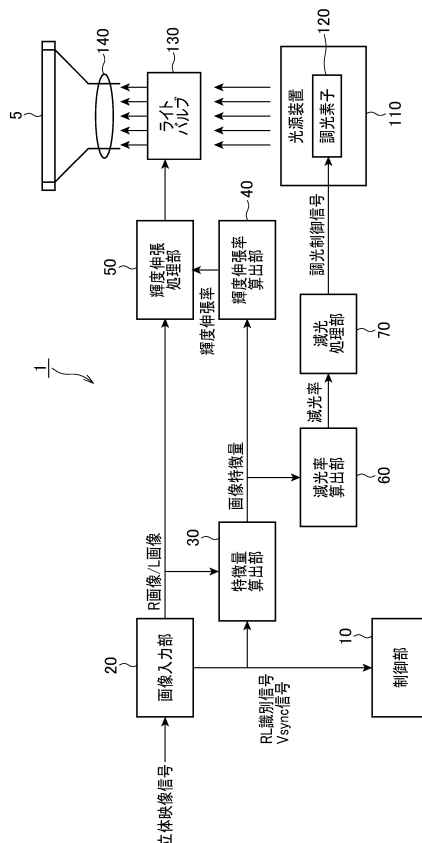 1
立体映像信号
20
画像入力部
R画像/L画像
RL識別信号
Vsync信号
10
制御部
30
特徴量
算出部
画像特徴量
50
輝度伸張
処理部
輝度伸張率
40
輝度伸張率
算出部
60
減光率
算出部
減光率
70
減光
処理部
調光制御信号
5
140
130
ライト
バルブ
光源装置
120
調光素子
110